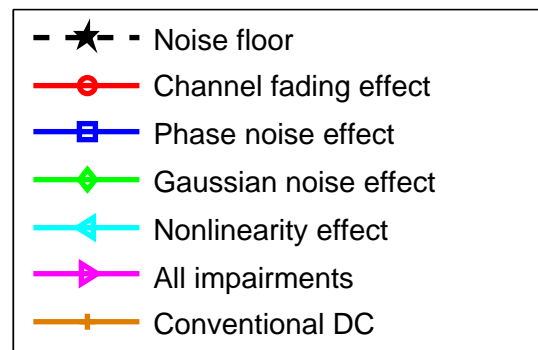 Noise floor
Channel fading effect
Phase noise effect
Gaussian noise effect
Nonlinearity effect
All impairments
Conventional DC